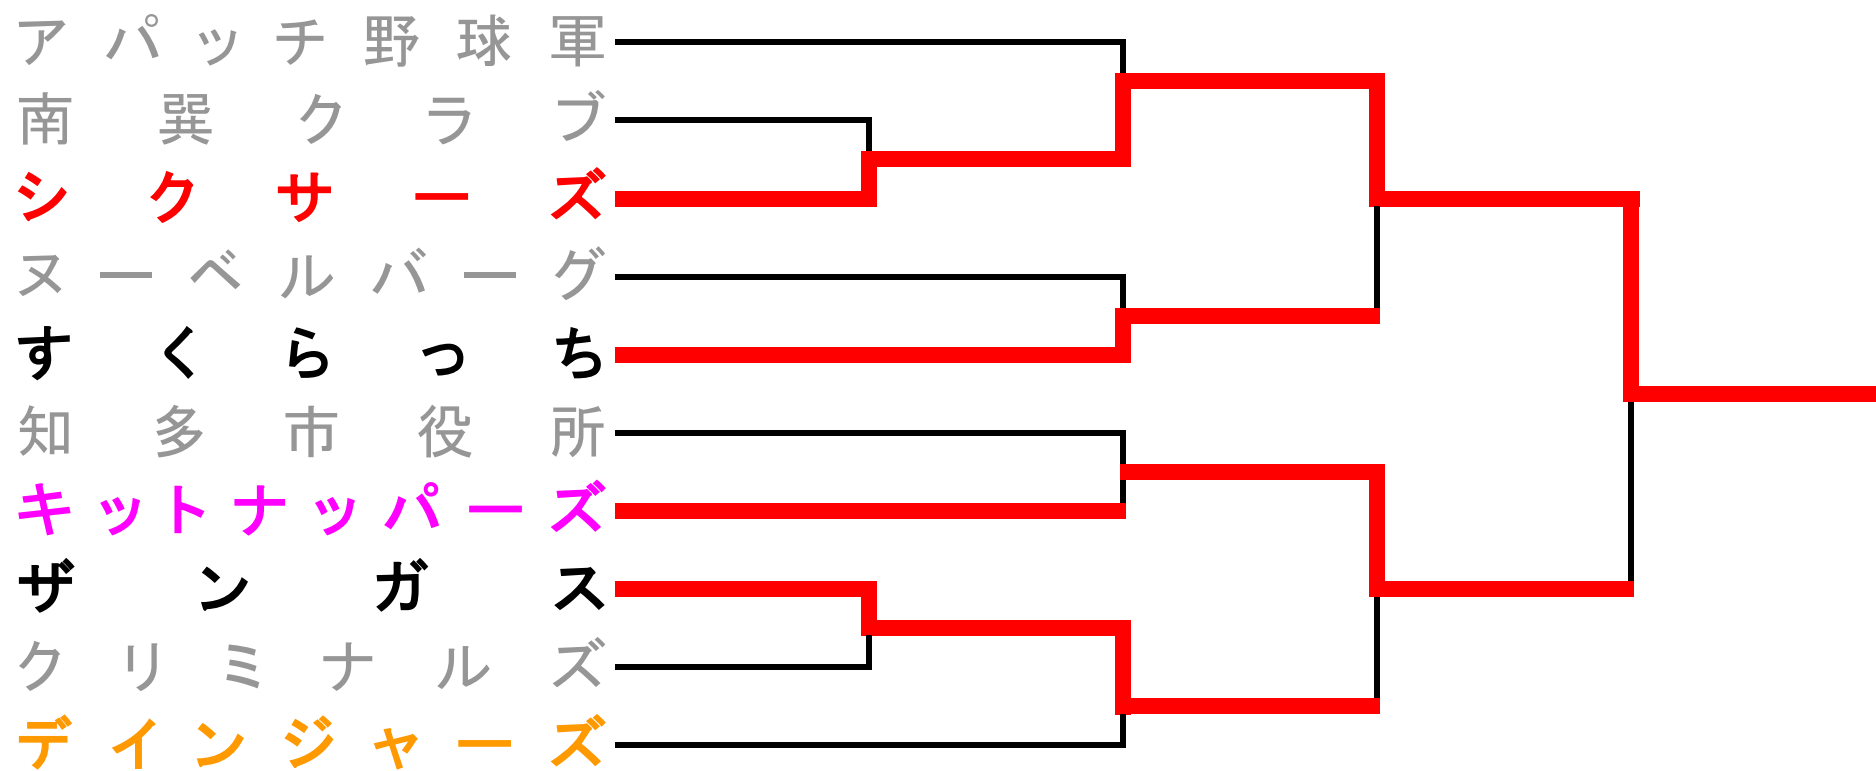 アパッチ野球軍
南巽クラブ
シクサーズ
ヌーベルバーグ
すくらっち
知多市役所
キットナッパーズ
ザンガス
クリミナルズ
デインジャーズ